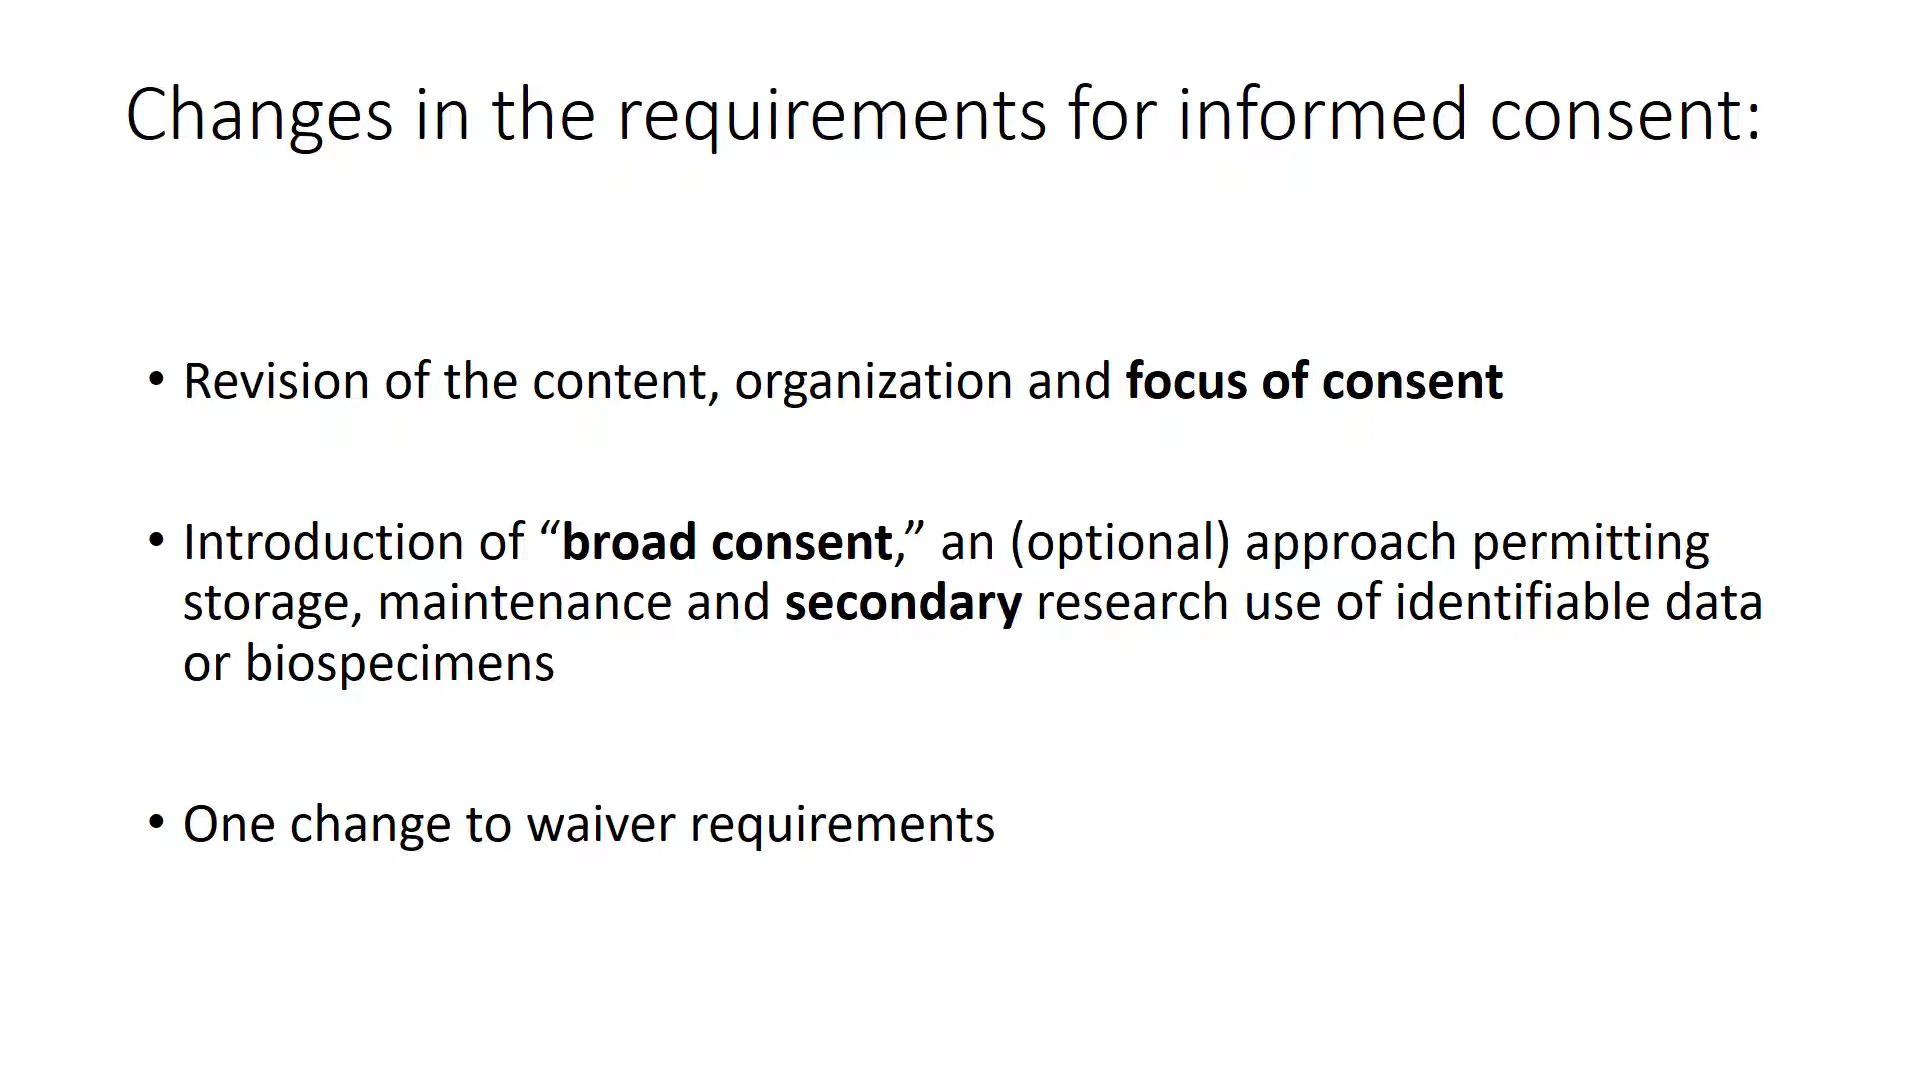 Changes in the requirements for informed consent:
• Revision of the content, organization and focus of consent
• Introduction of “broad consent,” an (optional) approach permitting
storage, maintenance and secondary research use of identifiable data
or biospecimens
• One change to waiver requirements